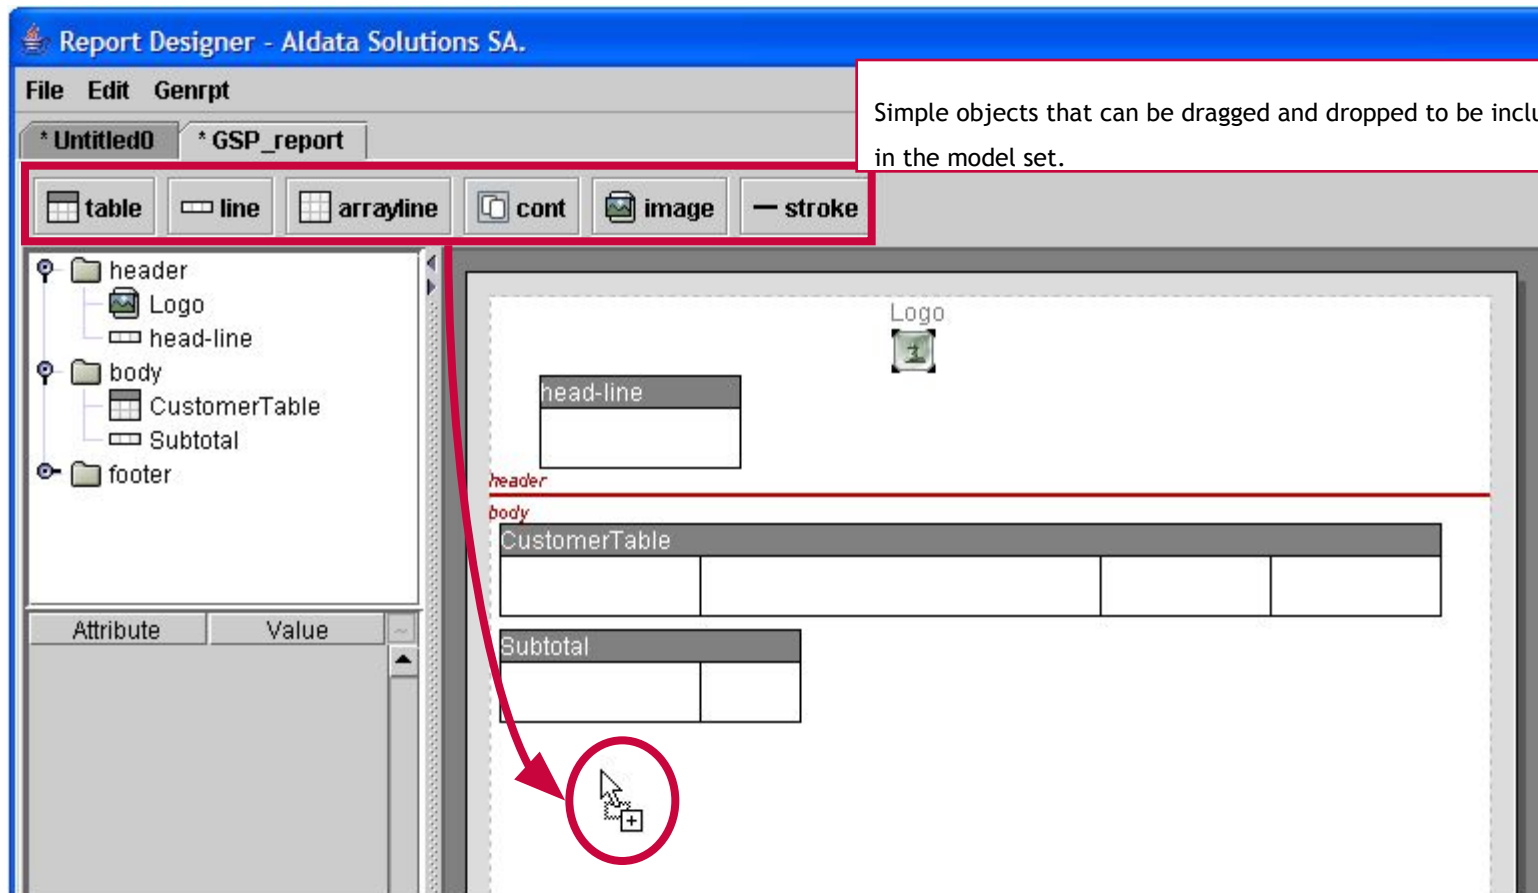 Report Designer - Aldata Solutions SA.
File Edit Genrpt
Simple objects that can be dragged and dropped to be inclu
in the model set.
* Untitled0 * GSP_report
table line arrayline cont image stroke
header
Logo
head-line
body
CustomerTable
Subtotal
footer
Attribute Value
Logo
head-line
header
body
CustomerTable
Subtotal